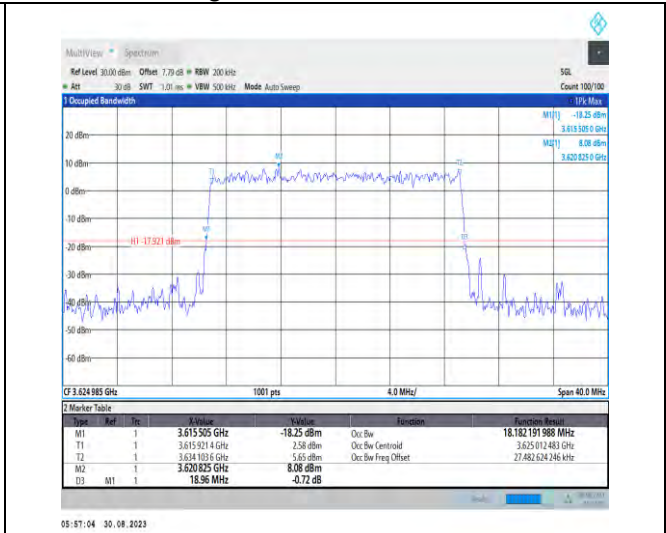 MultiView Spectrum
Ref Level 30.00 dBm Offset 7.79 dB RBW 200 kHz SGL
Att 30 dB SWT 1.01 ms VBW 500 kHz Mode Auto Sweep Count 100/100
1 Occupied Bandwidth 1Pk Max
M1[1] -18.25 dBm
3.615 505 0 GHz
M2[1] 8.08 dBm
3.620 825 0 GHz
20 dBm
10 dBm
M2
T1
T2
0 dBm
-10 dBm
M1
D3
H1 -17.921 dBm
-20 dBm
-30 dBm
-40 dBm
-50 dBm
-60 dBm
CF 3.624 985 GHz 1001 pts 4.0 MHz/ Span 40.0 MHz
2 Marker Table
Type Ref Trc X-Value Y-Value Function Function Result
M1 1 3.615 505 GHz -18.25 dBm Occ Bw 18.182 191 988 MHz
T1 1 3.615 921 4 GHz 2.58 dBm Occ Bw Centroid 3.625 012 483 GHz
T2 1 3.634 103 6 GHz 5.65 dBm Occ Bw Freq Offset 27.482 624 246 kHz
M2 1 3.620 825 GHz 8.08 dBm
D3 M1 1 18.96 MHz -0.72 dB
05:57:04 30.08.2023